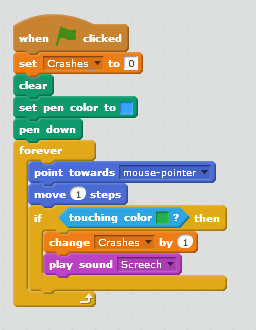 when clicked
set Crashes to 0
clear
set pen color to
pen down
forever
point towards mouse-pointer
move 1 steps
if touching color ? then
change Crashes by 1
play sound Screech